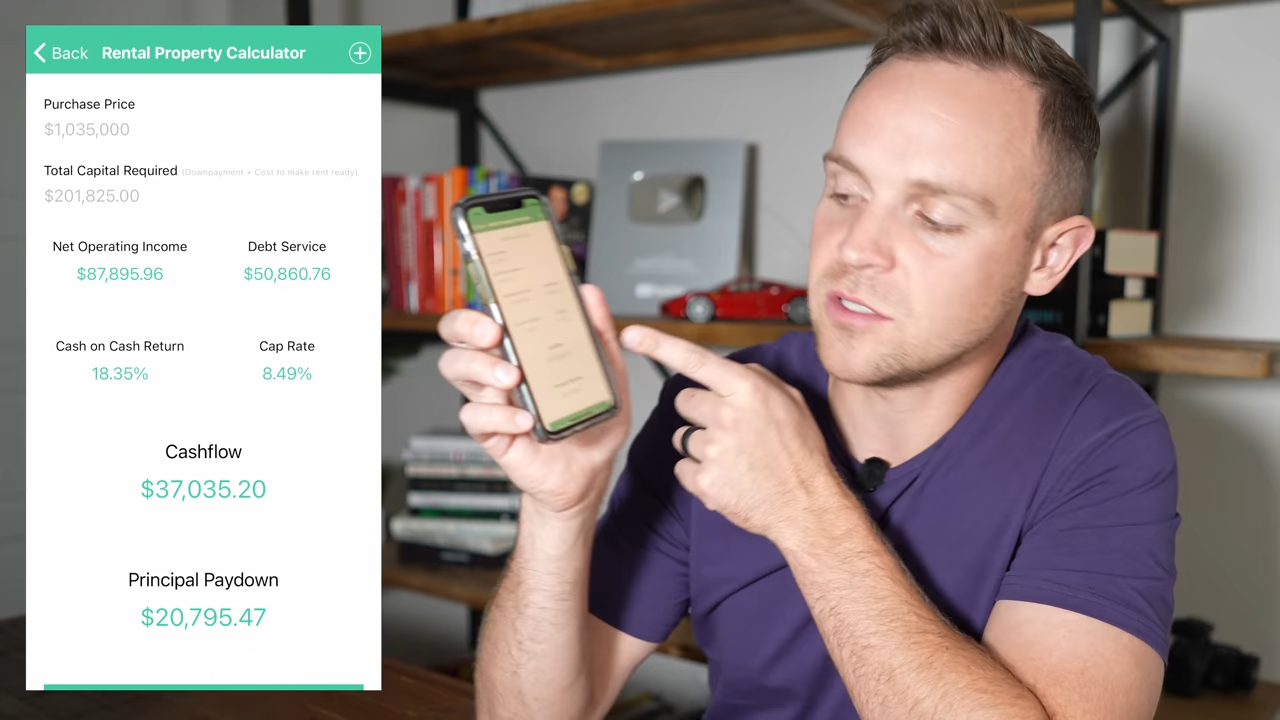 Back Rental Property Calculator
Purchase Price
$1,035,000
Total Capital Required (Downpayment + Cost to make rent ready)
$201,825.00
Net Operating Income Debt Service
$87,895.96 $50,860.76
Cash on Cash Return Cap Rate
18.35% 8.49%
Cashflow
$37,035.20
Principal Paydown
$20,795.47